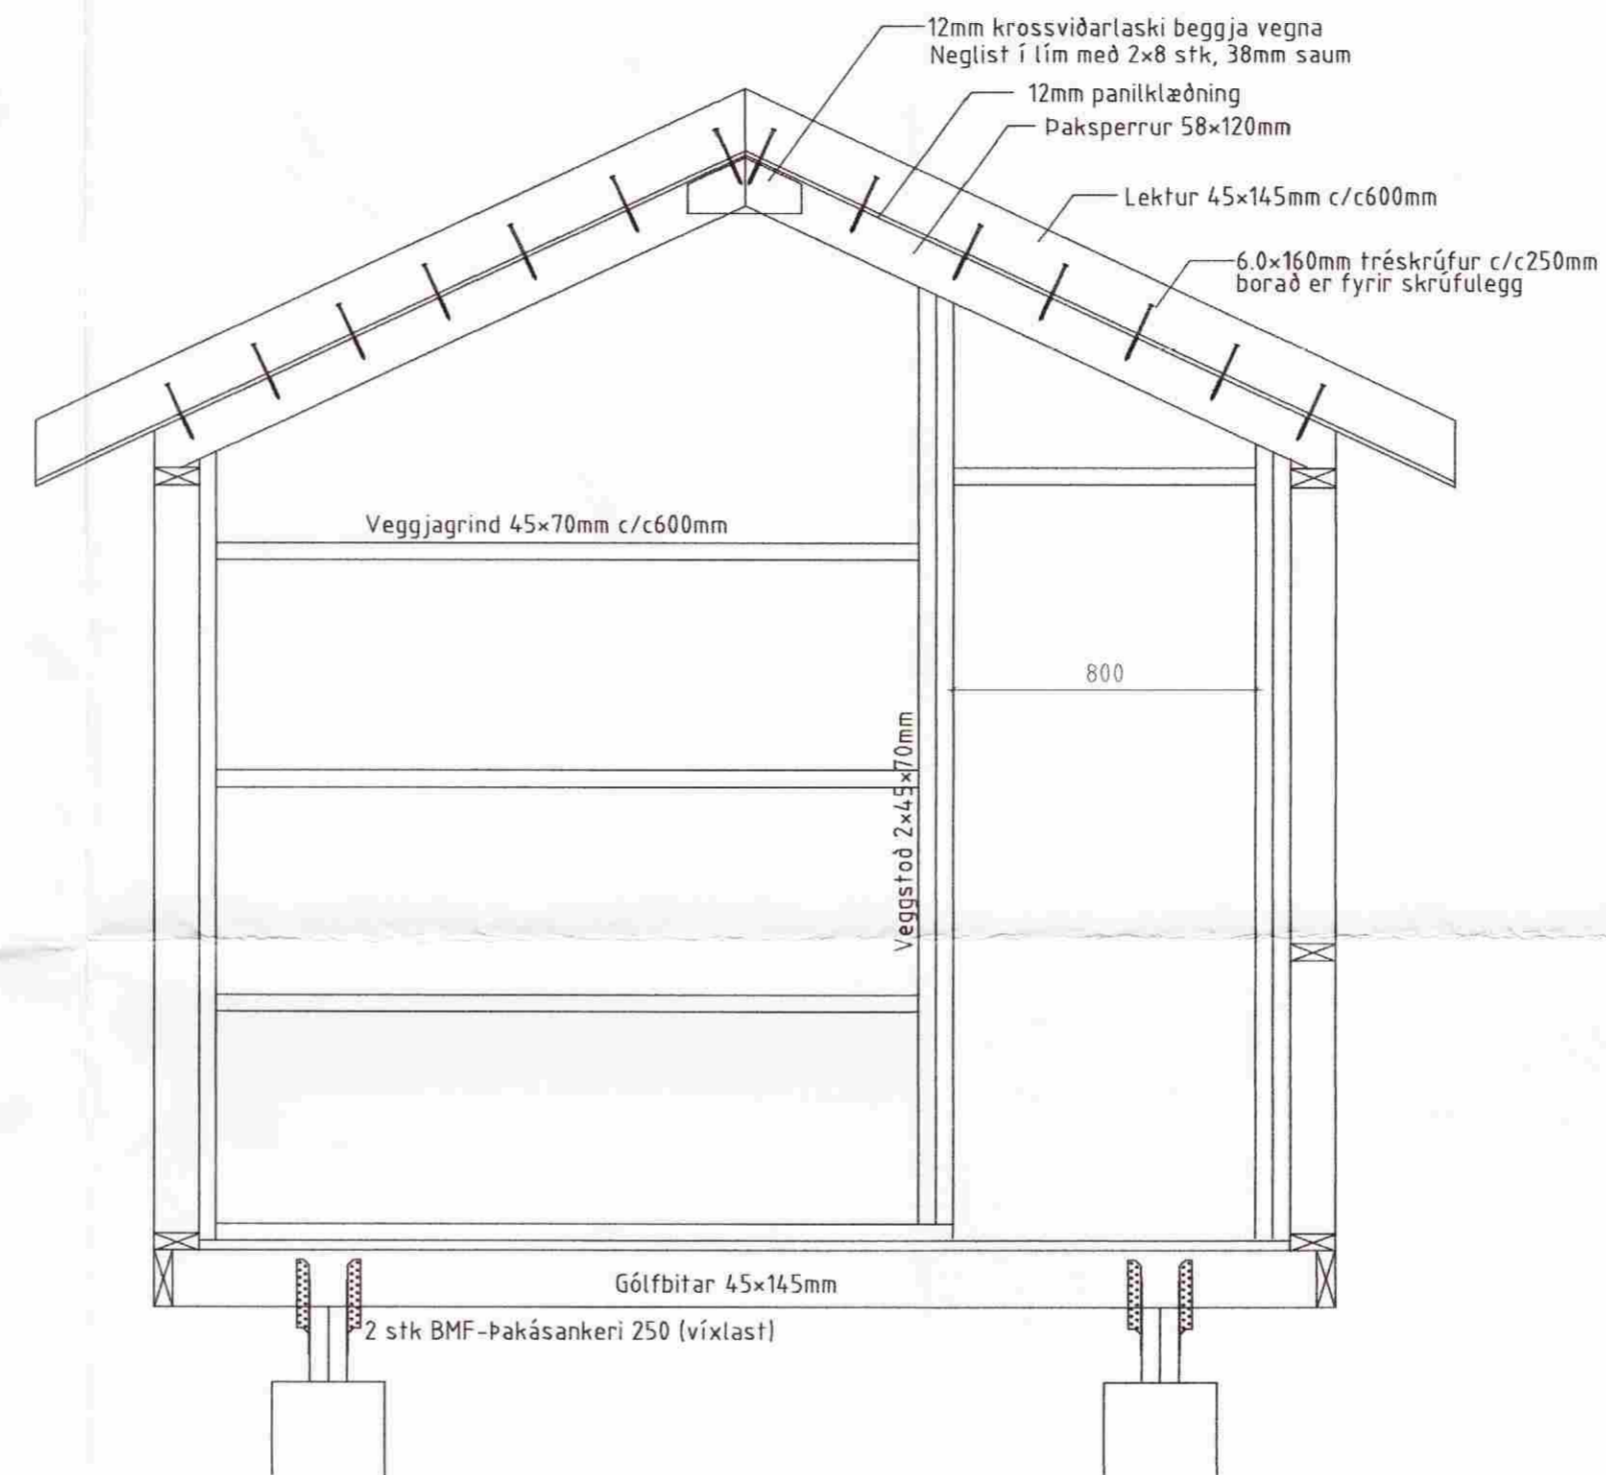 12mm krossviðarlaski beggja vegna
Neglist í lím með 2×8 stk, 38mm saum
12mm panilklæðning
Þaksperrur 58×120mm
Lektur 45×145mm c/c600mm
6.0×160mm tréskrúfur c/c250mm
borað er fyrir skrúfulegg
Veggjagrind 45×70mm c/c600mm
800
Veggstoð 2×45×70mm
Gólfbitar 45×145mm
2 stk BMF-Þakásankeri 250 (víxlast)